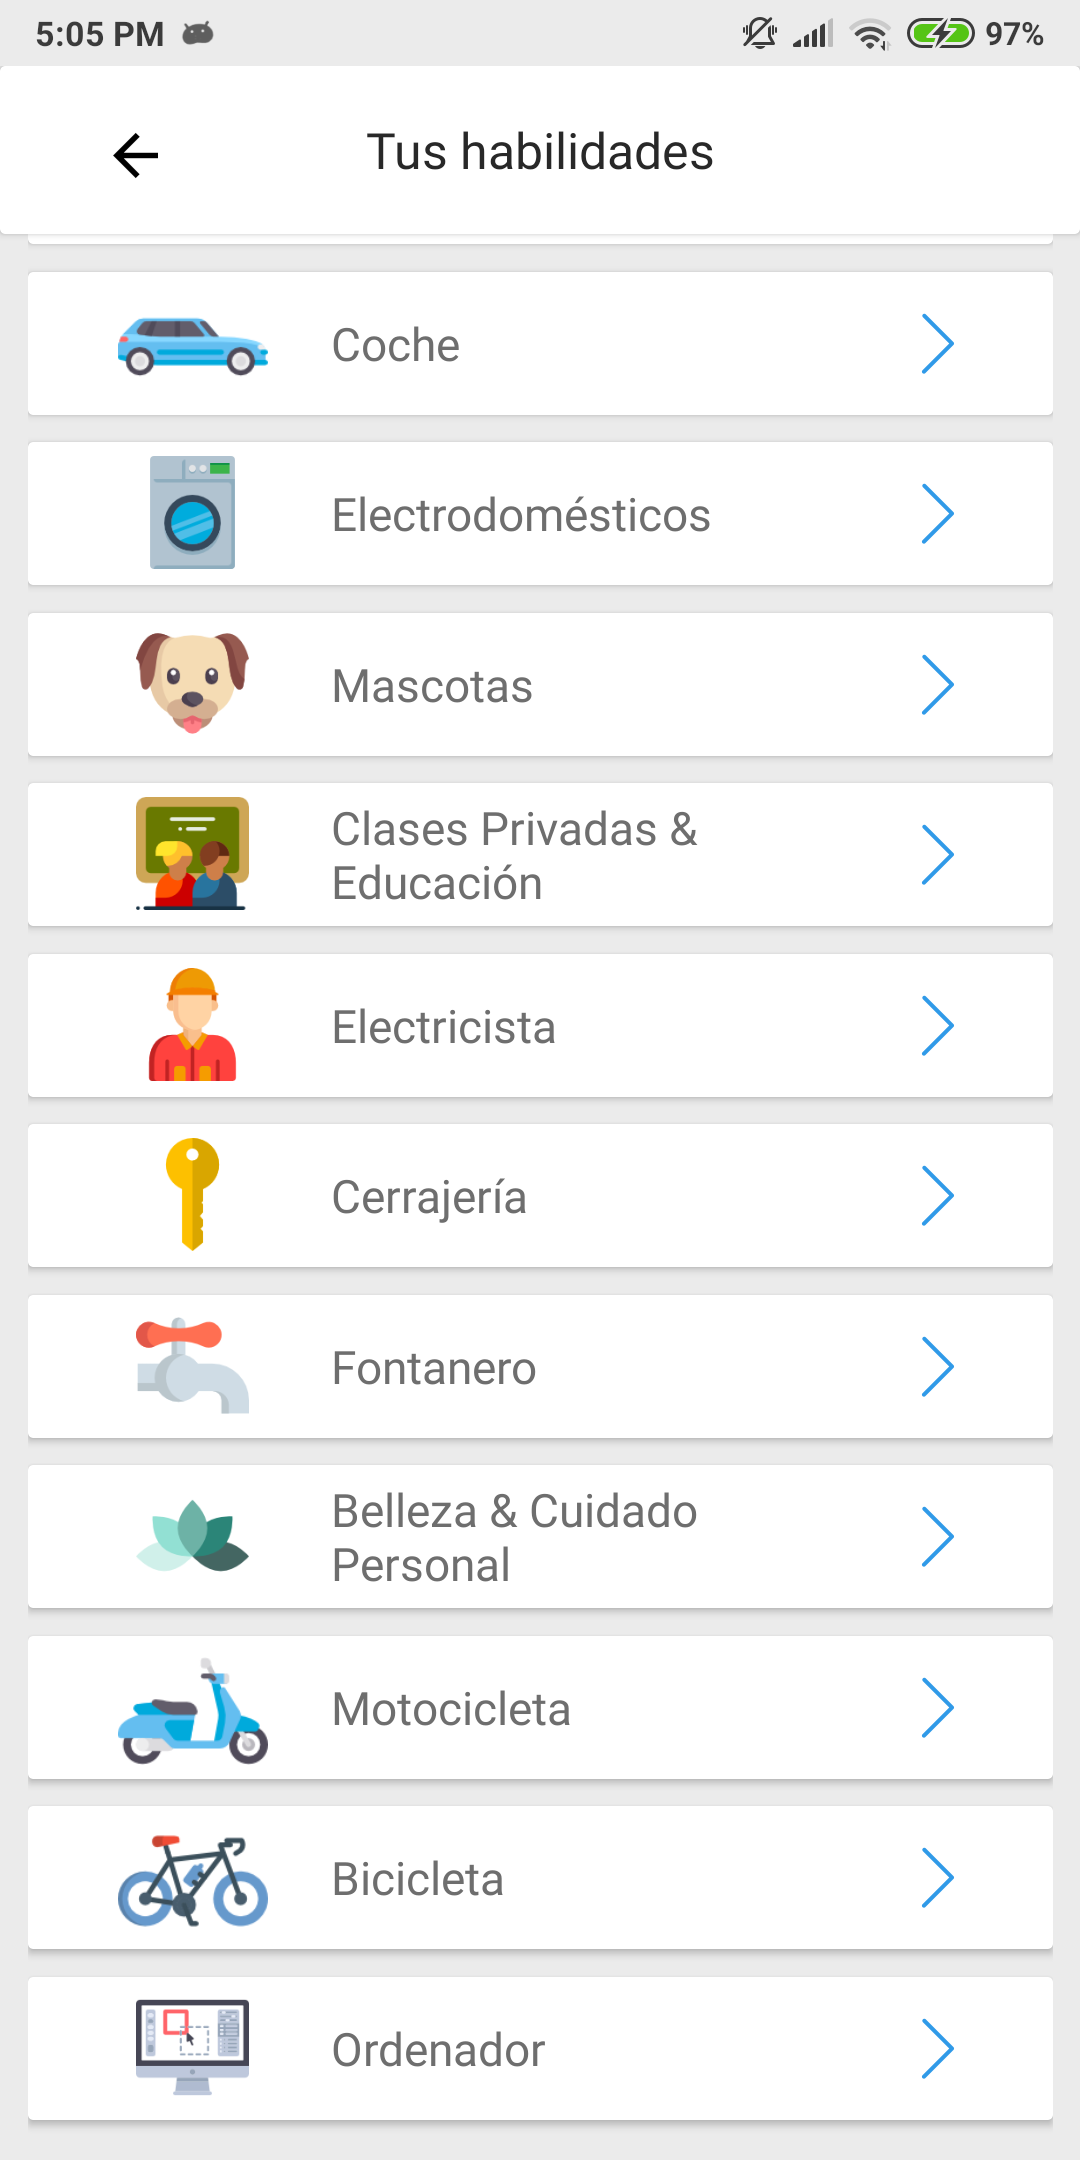 5:05 PM
97%
Tus habilidades
Coche
Electrodomésticos
Mascotas
Clases Privadas &
Educación
Electricista
Cerrajería
Fontanero
Belleza & Cuidado
Personal
Motocicleta
Bicicleta
Ordenador